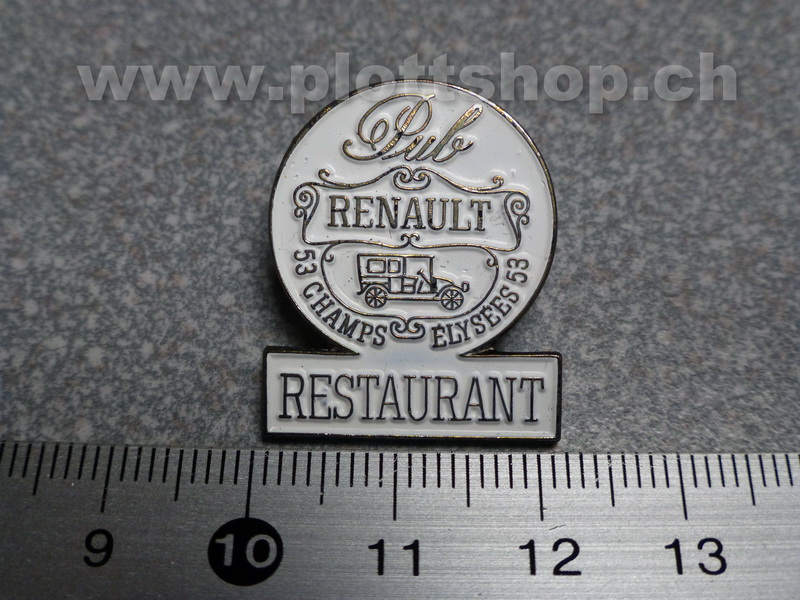 www.plottshop.ch
Pub
RENAULT
53 CHAMPS ÉLYSÉES 53
RESTAURANT
9 10 11 12 13